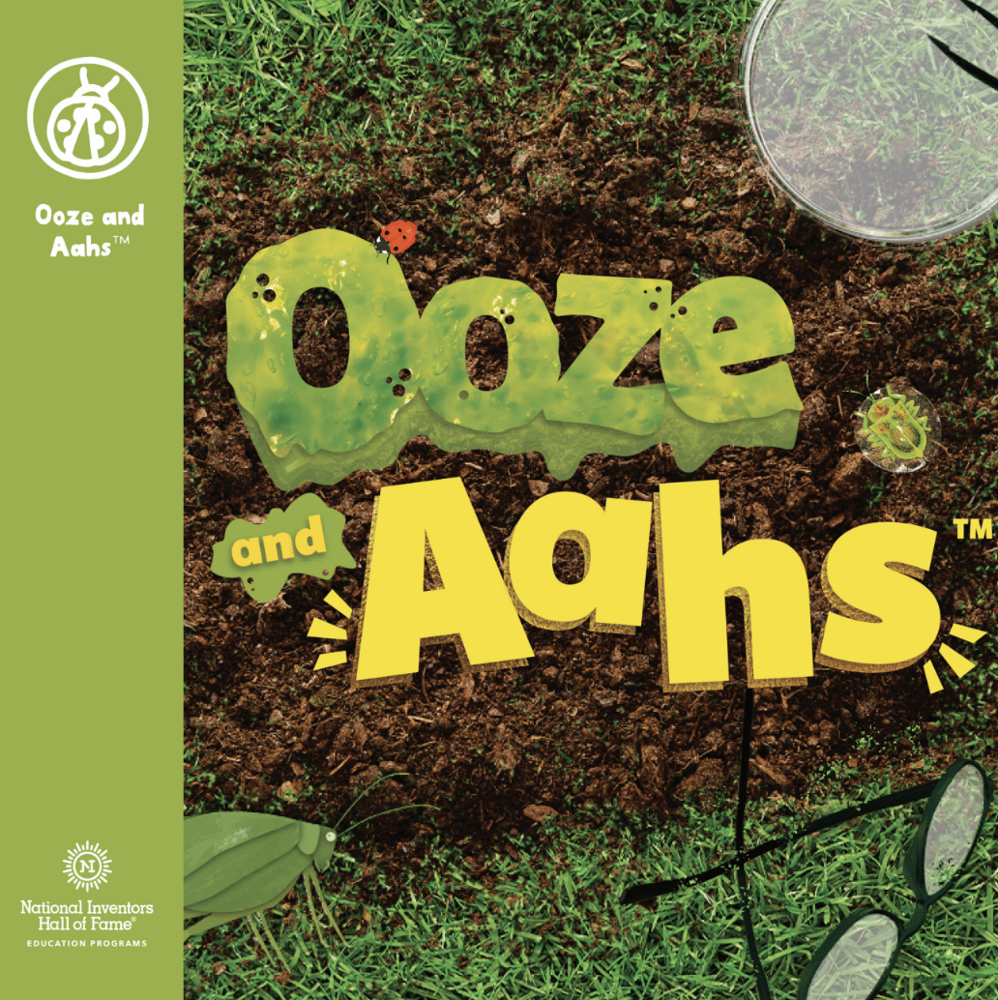 Ooze and
Aahs™
Ooze
and
Aahs™
N
National Inventors
Hall of Fame®
EDUCATION PROGRAMS